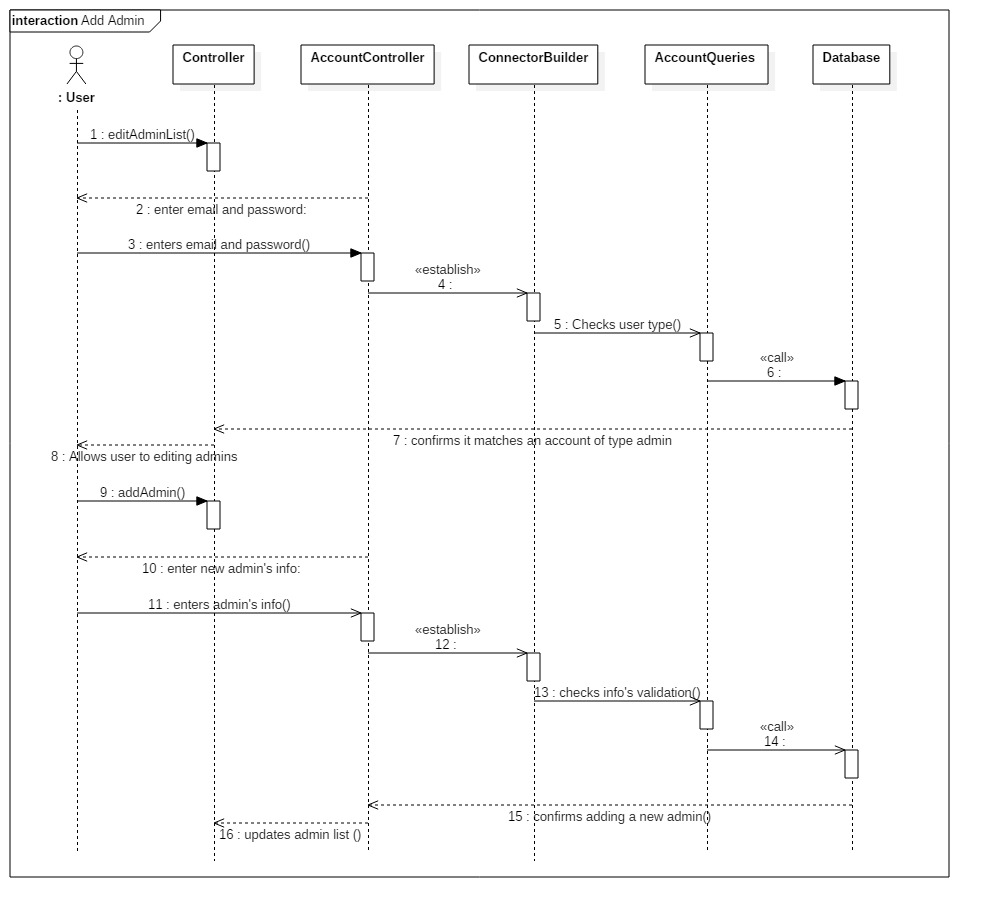 interaction Add Admin
: User
Controller
AccountController
ConnectorBuilder
AccountQueries
Database
1 : editAdminList()
2 : enter email and password:
3 : enters email and password()
«establish»
4 :
5 : Checks user type()
«call»
6 :
7 : confirms it matches an account of type admin
8 : Allows user to editing admins
9 : addAdmin()
10 : enter new admin's info:
11 : enters admin's info()
«establish»
12 :
13 : checks info's validation()
«call»
14 :
15 : confirms adding a new admin()
16 : updates admin list ()